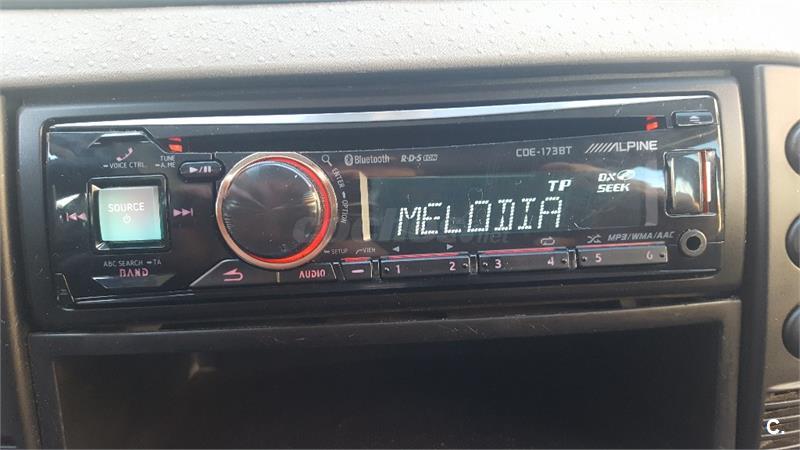 VOICE CTRL.
TUNE
A.ME
Bluetooth
R·D·S EON
CDE-173BT
ALPINE
ENTER
OPTION
SOURCE
TP
DX
SEEK
MELODIA
SETUP
VIEW
MP3/WMA/AAC
ABC SEARCH
TA
BAND
AUDIO
1 2 3 4 5 6
C.